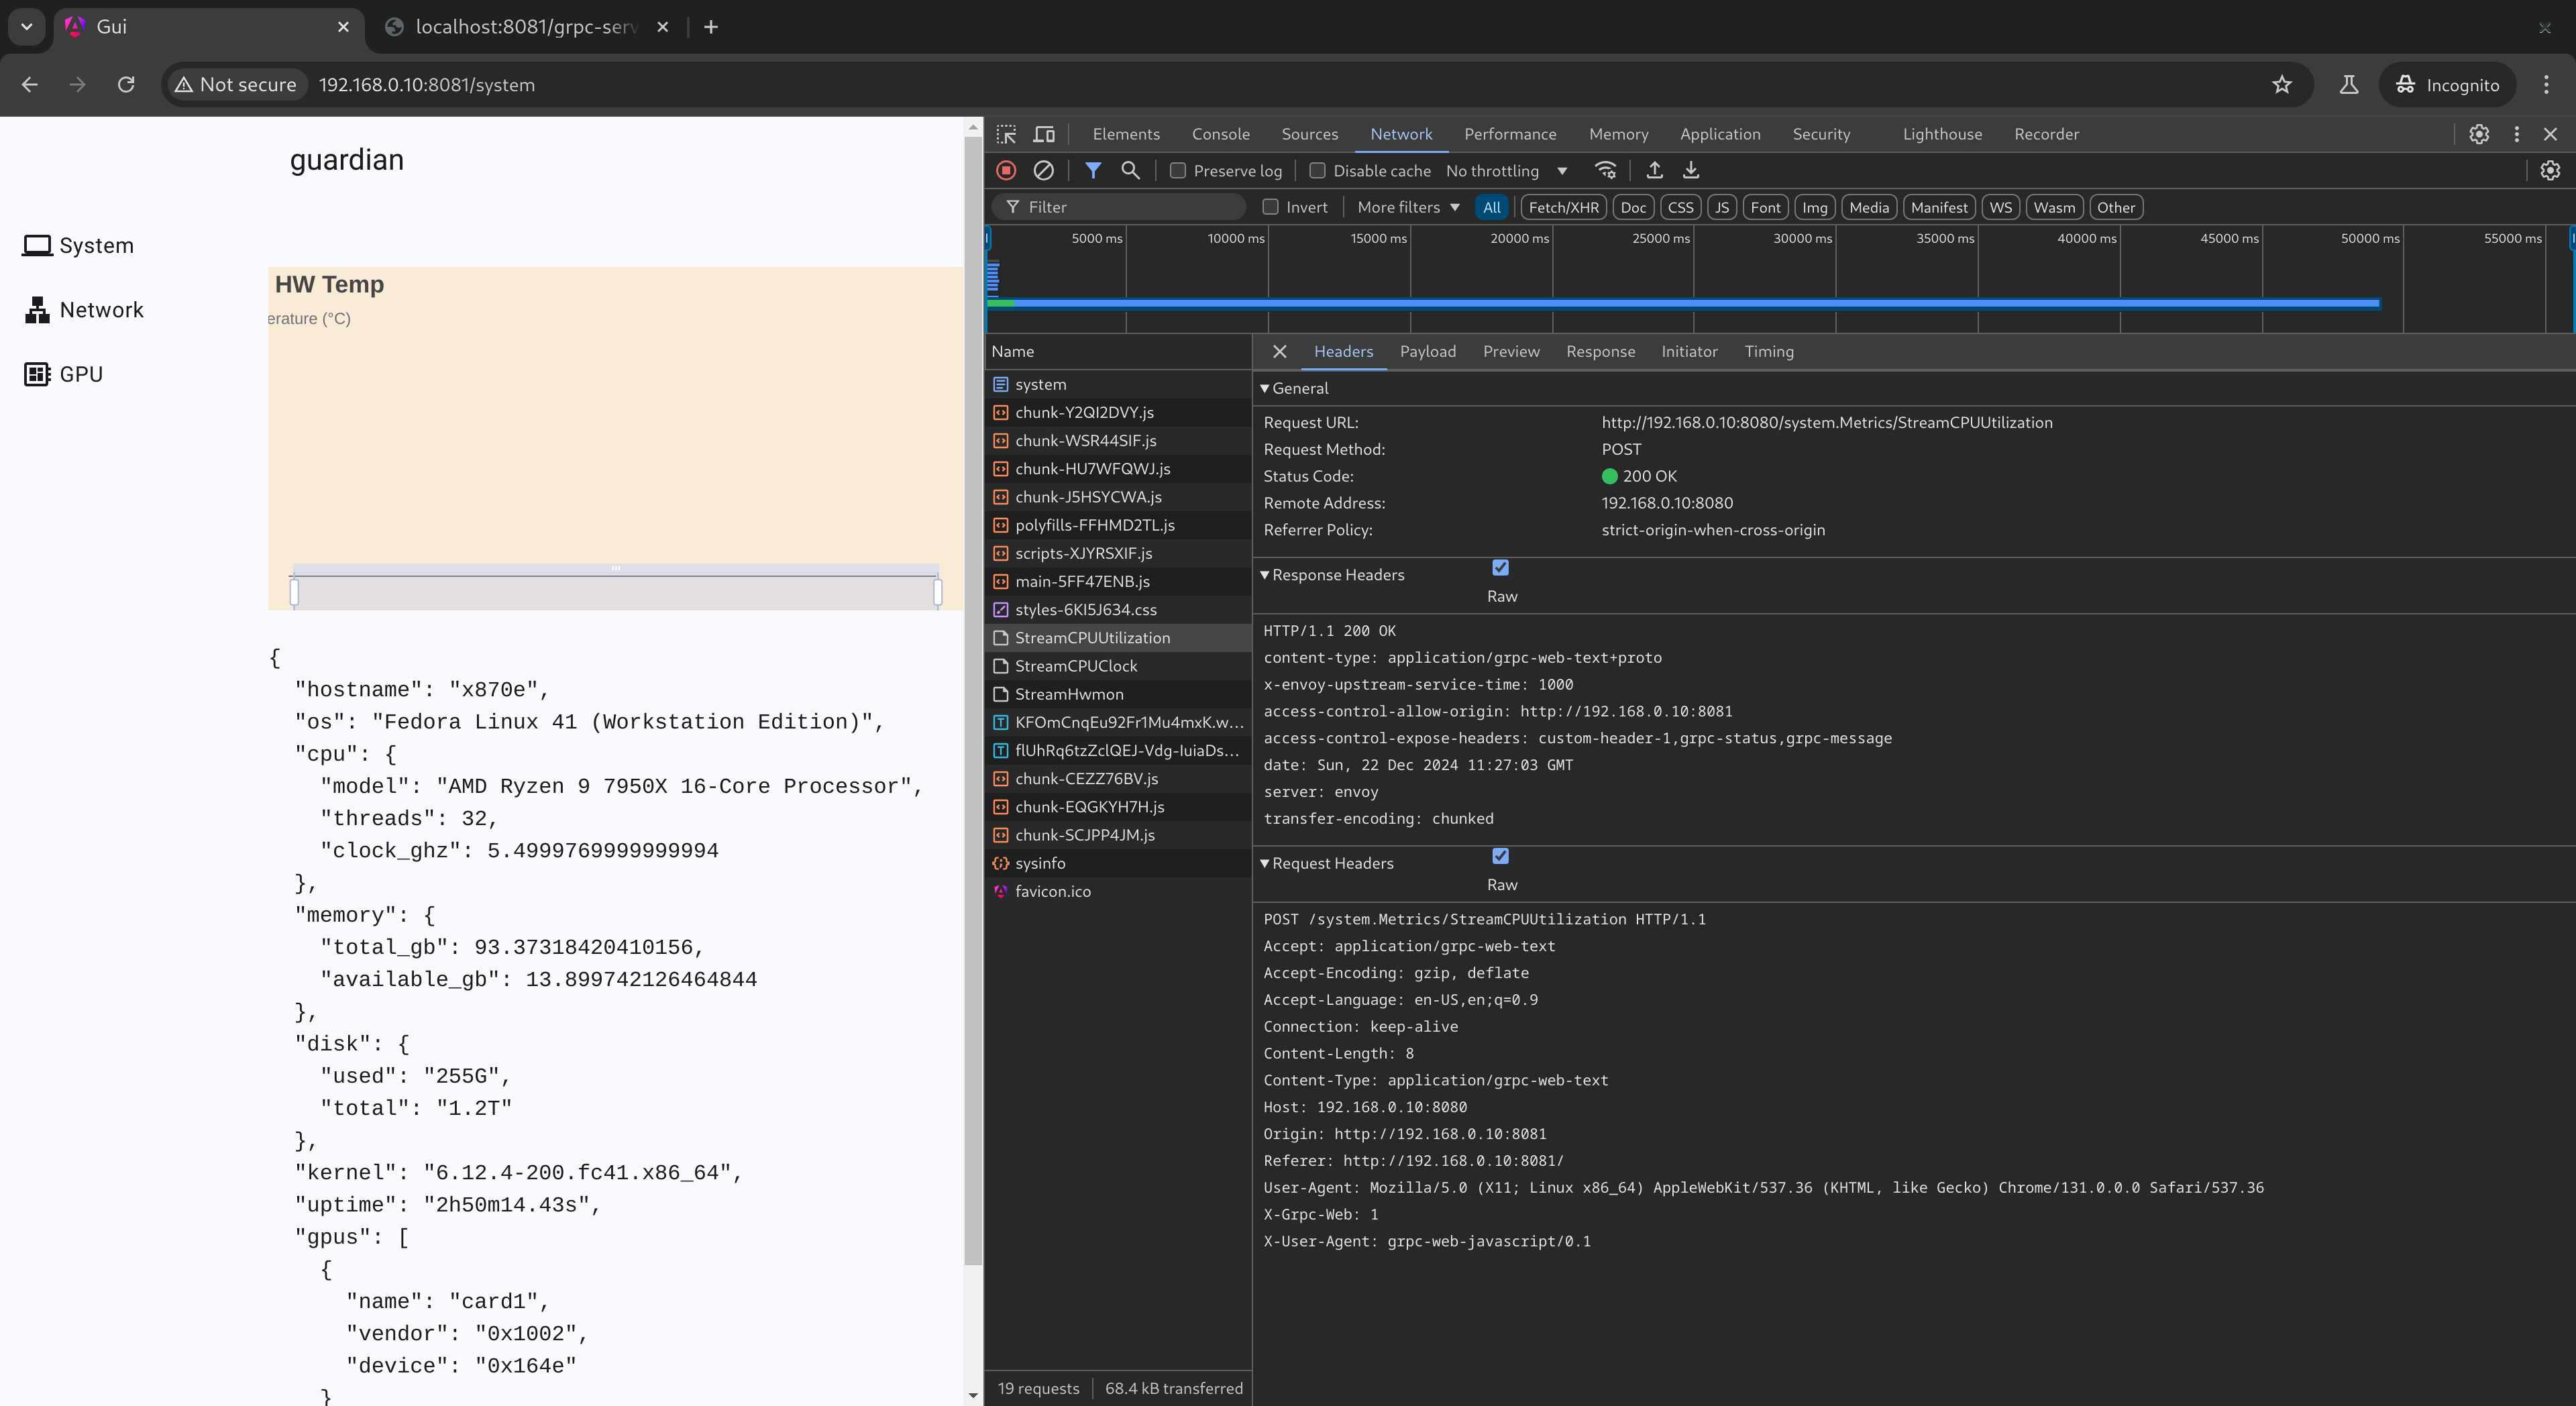 Gui
localhost:8081/grpc-serv
Not secure
192.168.0.10:8081/system
Incognito
guardian
System
Network
GPU
HW Temp
erature (°C)
{
"hostname": "x870e",
"os": "Fedora Linux 41 (Workstation Edition)",
"cpu": {
"model": "AMD Ryzen 9 7950X 16-Core Processor",
"threads": 32,
"clock_ghz": 5.4999769999999994
},
"memory": {
"total_gb": 93.37318420410156,
"available_gb": 13.899742126464844
},
"disk": {
"used": "255G",
"total": "1.2T"
},
"kernel": "6.12.4-200.fc41.x86_64",
"uptime": "2h50m14.43s",
"gpus": [
{
"name": "card1",
"vendor": "0x1002",
"device": "0x164e"
}
Elements Console Sources Network Performance Memory Application Security Lighthouse Recorder
Preserve log Disable cache No throttling
Filter Invert More filters All Fetch/XHR Doc CSS JS Font Img Media Manifest WS Wasm Other
5000 ms 10000 ms 15000 ms 20000 ms 25000 ms 30000 ms 35000 ms 40000 ms 45000 ms 50000 ms 55000 ms
Name
system
chunk-Y2QI2DVY.js
chunk-WSR44SIF.js
chunk-HU7WFQWJ.js
chunk-J5HSYCWA.js
polyfills-FFHMD2TL.js
scripts-XJYRSXIF.js
main-5FF47ENB.js
styles-6KI5J634.css
StreamCPUUtilization
StreamCPUClock
StreamHwmon
KFOmCnqEu92Fr1Mu4mxK.w...
flUhRq6tzZclQEJ-Vdg-IuiaDs...
chunk-CEZZ76BV.js
chunk-EQGKYH7H.js
chunk-SCJPP4JM.js
sysinfo
favicon.ico
19 requests 68.4 kB transferred
Headers Payload Preview Response Initiator Timing
General
Request URL: http://192.168.0.10:8080/system.Metrics/StreamCPUUtilization
Request Method: POST
Status Code: 200 OK
Remote Address: 192.168.0.10:8080
Referrer Policy: strict-origin-when-cross-origin
Response Headers
Raw
HTTP/1.1 200 OK
content-type: application/grpc-web-text+proto
x-envoy-upstream-service-time: 1000
access-control-allow-origin: http://192.168.0.10:8081
access-control-expose-headers: custom-header-1,grpc-status,grpc-message
date: Sun, 22 Dec 2024 11:27:03 GMT
server: envoy
transfer-encoding: chunked
Request Headers
Raw
POST /system.Metrics/StreamCPUUtilization HTTP/1.1
Accept: application/grpc-web-text
Accept-Encoding: gzip, deflate
Accept-Language: en-US,en;q=0.9
Connection: keep-alive
Content-Length: 8
Content-Type: application/grpc-web-text
Host: 192.168.0.10:8080
Origin: http://192.168.0.10:8081
Referer: http://192.168.0.10:8081/
User-Agent: Mozilla/5.0 (X11; Linux x86_64) AppleWebKit/537.36 (KHTML, like Gecko) Chrome/131.0.0.0 Safari/537.36
X-Grpc-Web: 1
X-User-Agent: grpc-web-javascript/0.1